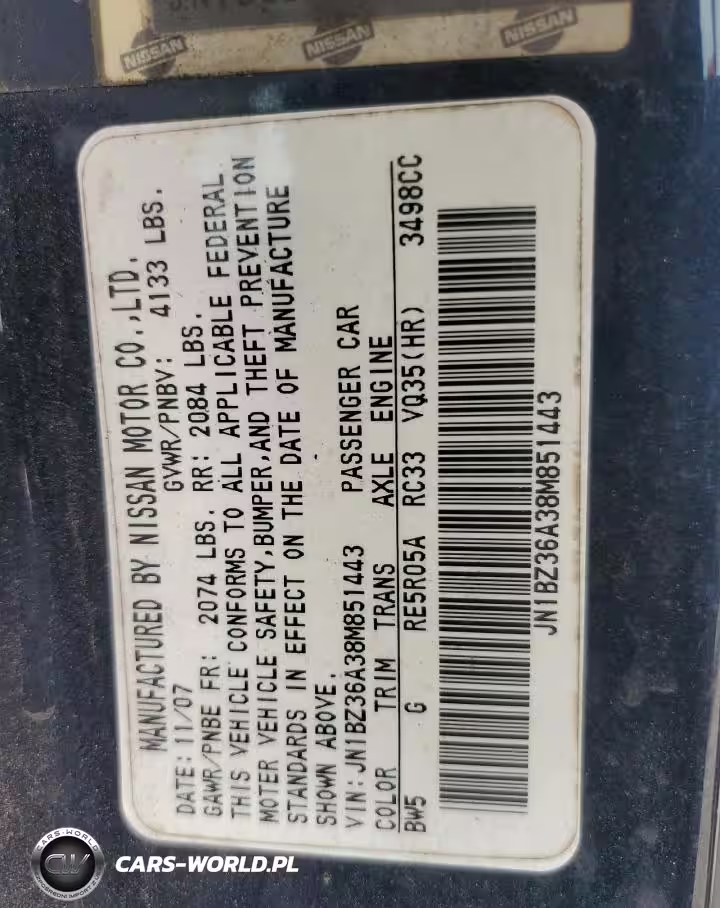 NISSAN
NISSAN
NISSAN
MANUFACTURED BY NISSAN MOTOR CO.,LTD.
DATE: 11/07 GVWR/PNBV: 4133 LBS.
GAWR/PNBE FR: 2074 LBS. RR: 2084 LBS.
THIS VEHICLE CONFORMS TO ALL APPLICABLE FEDERAL
MOTER VEHICLE SAFETY,BUMPER,AND THEFT PREVENTION
STANDARDS IN EFFECT ON THE DATE OF MANUFACTURE
SHOWN ABOVE.
VIN: JN1BZ36A38M851443 PASSENGER CAR
COLOR TRIM TRANS AXLE ENGINE
BW5 G RE5R05A RC33 VQ35(HR) 3498CC
JN1BZ36A38M851443
CARS-WORLD
CW
CARS-WORLD.PL